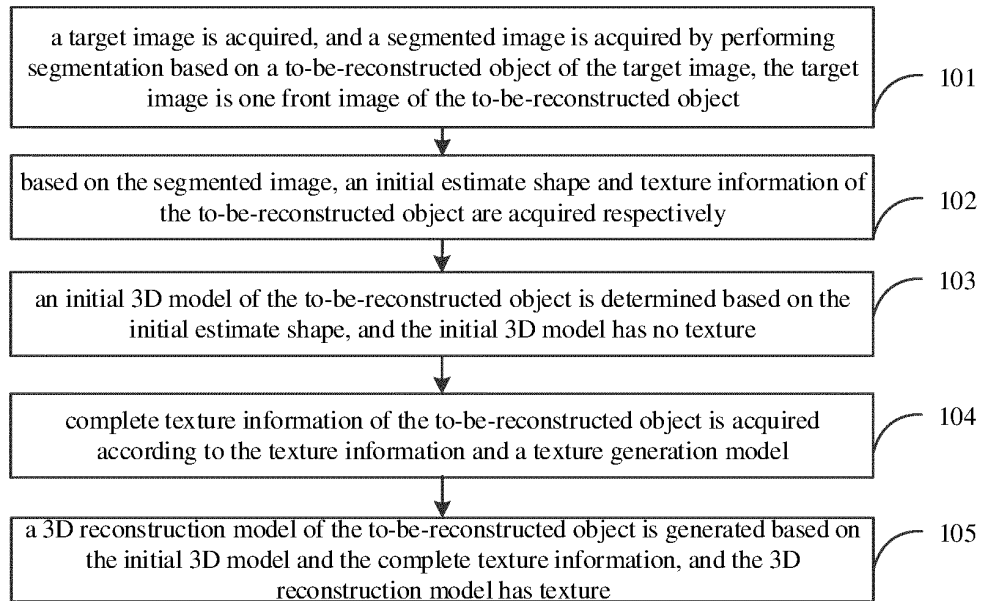 a target image is acquired, and a segmented image is acquired by performing
segmentation based on a to-be-reconstructed object of the target image, the target
image is one front image of the to-be-reconstructed object
101
based on the segmented image, an initial estimate shape and texture information of
the to-be-reconstructed object are acquired respectively
102
an initial 3D model of the to-be-reconstructed object is determined based on the
initial estimate shape, and the initial 3D model has no texture
103
complete texture information of the to-be-reconstructed object is acquired
according to the texture information and a texture generation model
104
a 3D reconstruction model of the to-be-reconstructed object is generated based on
the initial 3D model and the complete texture information, and the 3D
reconstruction model has texture
105